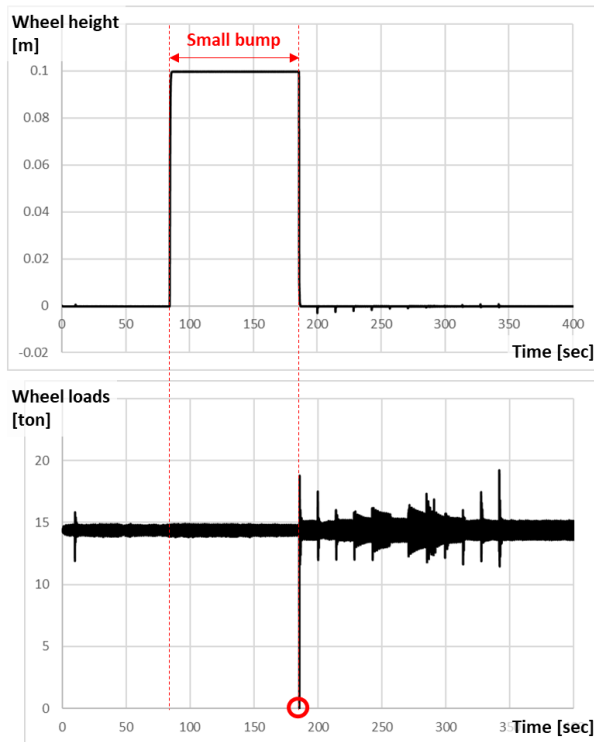 Wheel height
[m]
Small bump
0.1
0.08
0.06
0.04
0.02
0
0 50 100 150 200 250 300 350 400
-0.02
Time [sec]
Wheel loads
[ton]
20
15
10
5
0
0 50 100 150 200 250 300 Time [sec]